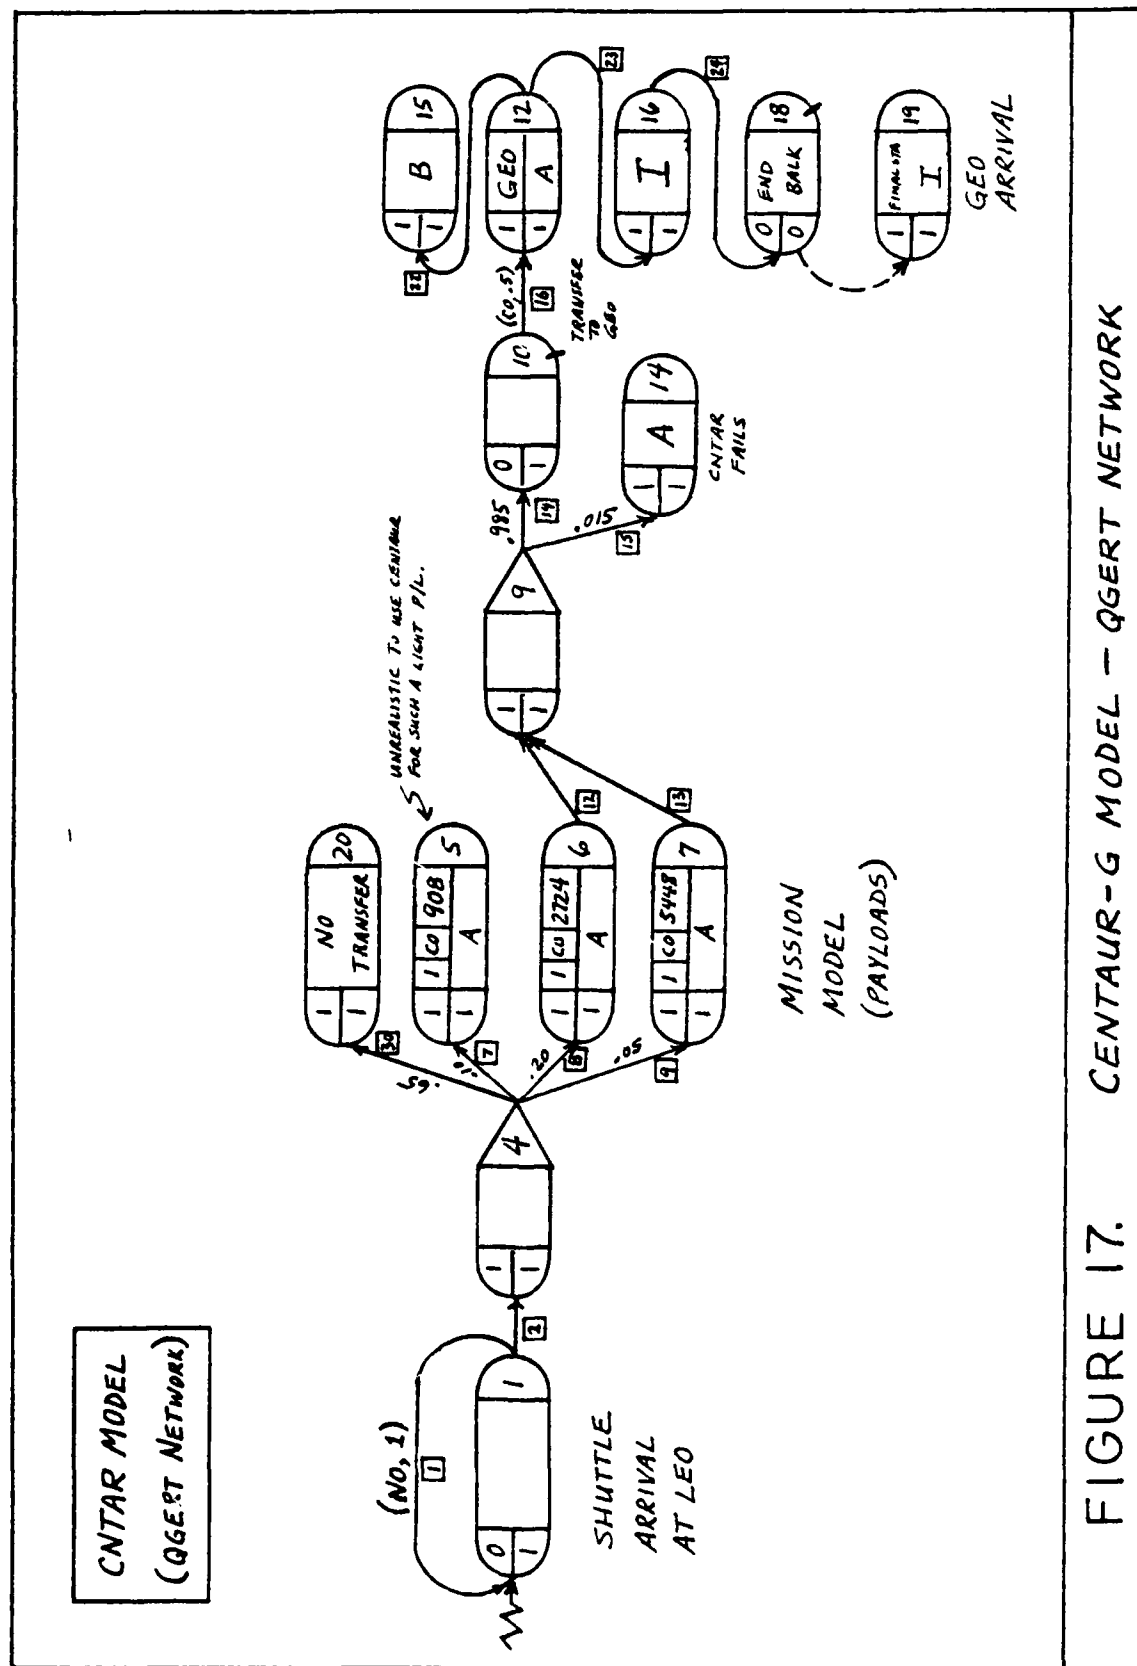 CNTAR MODEL
(QGERT NETWORK)
(NO, 1)
1
0
1
1
SHUTTLE
ARRIVAL
AT LEO
2
1
1
4
.65
30
.10
7
.20
8
.05
9
1
1
NO
TRANSFER
20
1
1
1
CO
908
A
5
UNREALISTIC TO USE CENTAUR
FOR SUCH A LIGHT P/L.
1
1
1
CO
2724
A
6
1
1
1
CO
5448
A
7
MISSION
MODEL
(PAYLOADS)
12
13
1
1
9
.985
14
.015
15
0
1
10
TRANSFER
TO
GEO
1
1
A
14
CNTAR
FAILS
(CO, .5)
16
22
1
1
B
15
1
1
GEO
A
12
23
1
1
I
16
24
0
0
END
BALK
18
1
1
I
19
GEO
ARRIVAL
FIGURE 17. CENTAUR-G MODEL — QGERT NETWORK